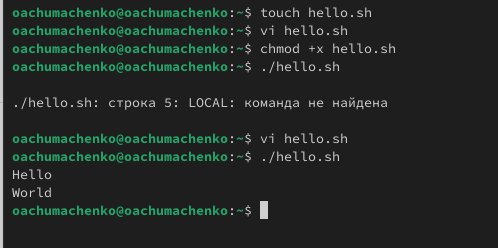 oachumachenko@oachumachenko:~$ touch hello.sh
oachumachenko@oachumachenko:~$ vi hello.sh
oachumachenko@oachumachenko:~$ chmod +x hello.sh
oachumachenko@oachumachenko:~$ ./hello.sh
./hello.sh: строка 5: LOCAL: команда не найдена
oachumachenko@oachumachenko:~$ vi hello.sh
oachumachenko@oachumachenko:~$ ./hello.sh
Hello
World
oachumachenko@oachumachenko:~$